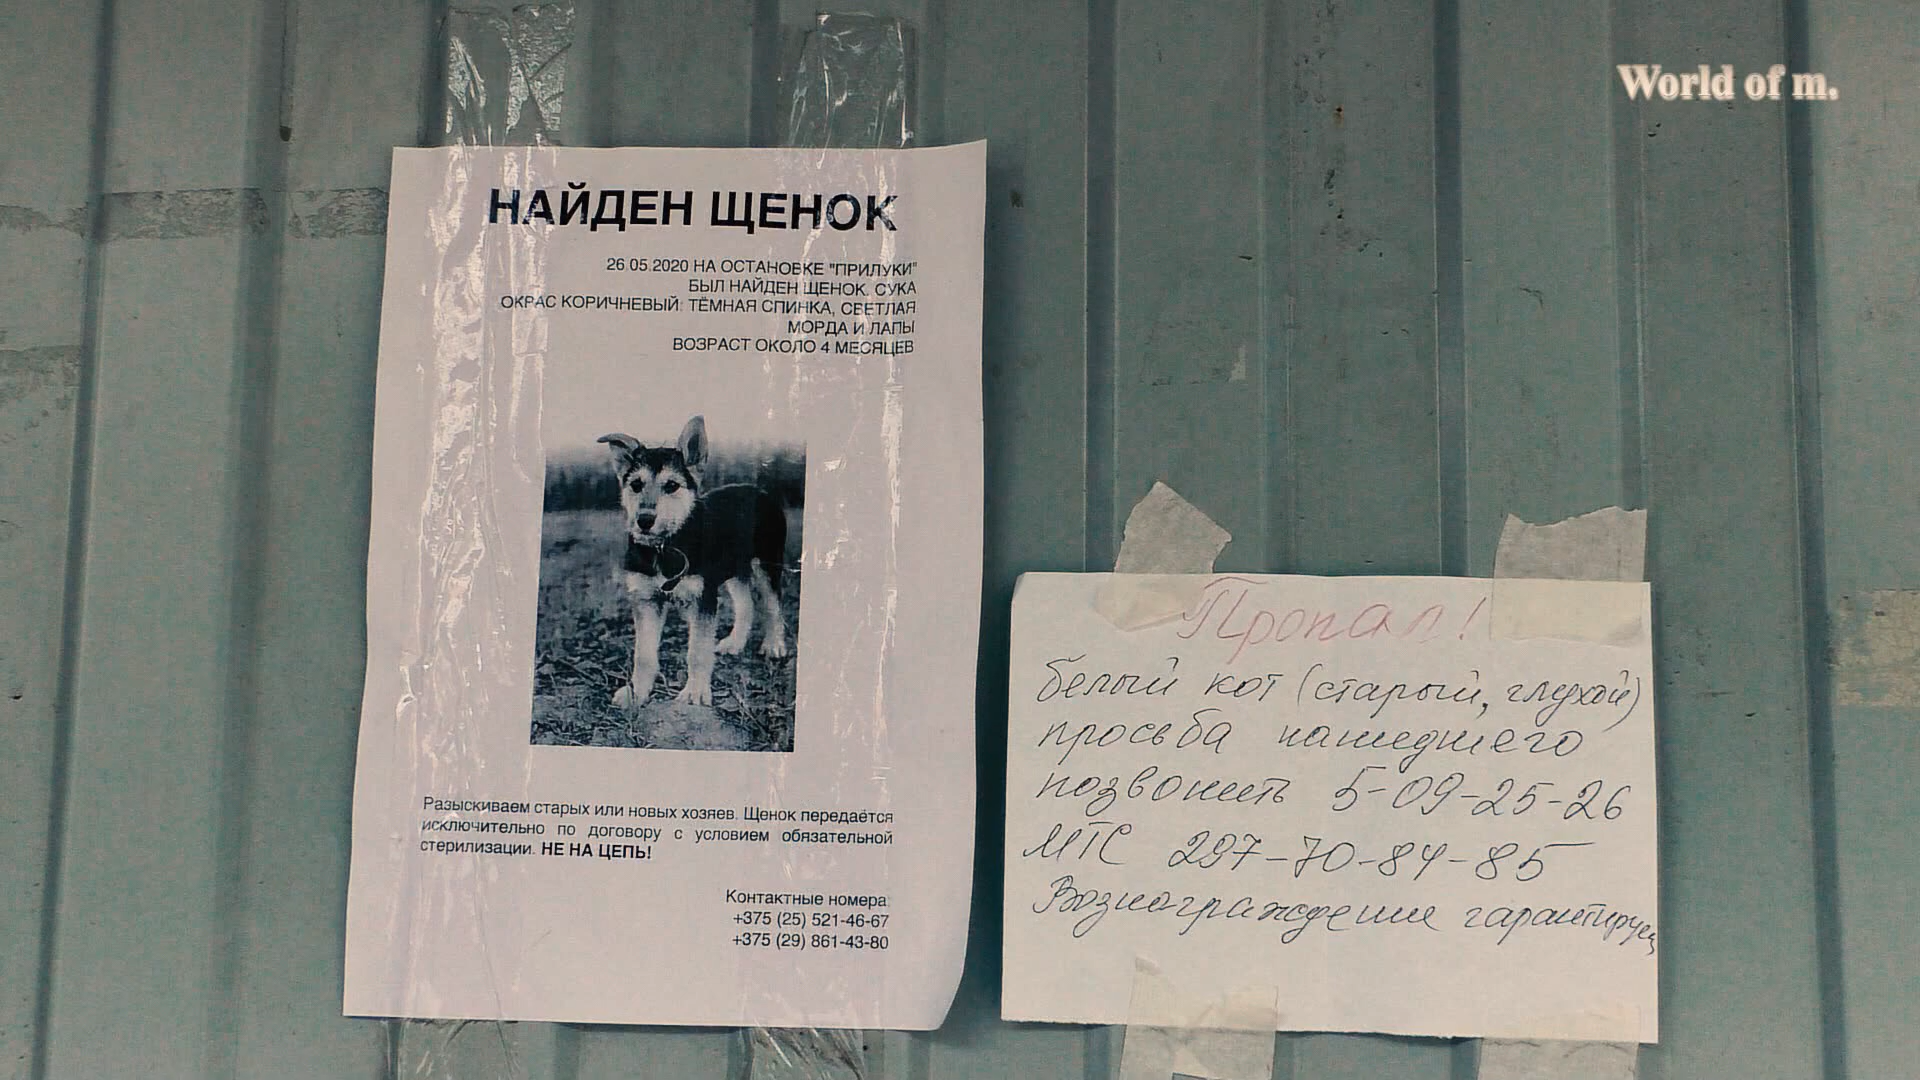 World of m.
НАЙДЕН ЩЕНОК
26.05.2020 НА ОСТАНОВКЕ "ПРИЛУКИ"
БЫЛ НАЙДЕН ЩЕНОК. СУКА
ОКРАС КОРИЧНЕВЫЙ: ТЁМНАЯ СПИНКА, СВЕТЛАЯ
МОРДА И ЛАПЫ
ВОЗРАСТ ОКОЛО 4 МЕСЯЦЕВ
Разыскиваем старых или новых хозяев. Щенок передаётся
исключительно по договору с условием обязательной
стерилизации. НЕ НА ЦЕПЬ!
Контактные номера:
+375 (25) 521-46-67
+375 (29) 861-43-80
Пропал!
белый кот (старый, глухой)
просьба нашедшего
позвонить 5-09-25-26
МТС 297-70-84-85
Вознаграждение гарантируем